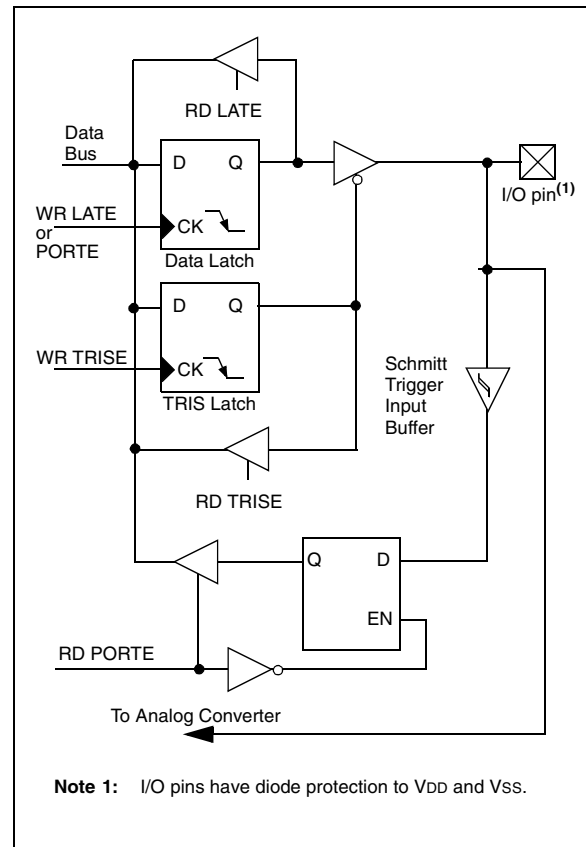 RD LATE
Data
Bus
D Q
I/O pin(1)
WR LATE
or
PORTE
CK
Data Latch
D Q
WR TRISE
CK
TRIS Latch
Schmitt
Trigger
Input
Buffer
RD TRISE
Q D
EN
RD PORTE
To Analog Converter
Note 1: I/O pins have diode protection to VDD and VSS.